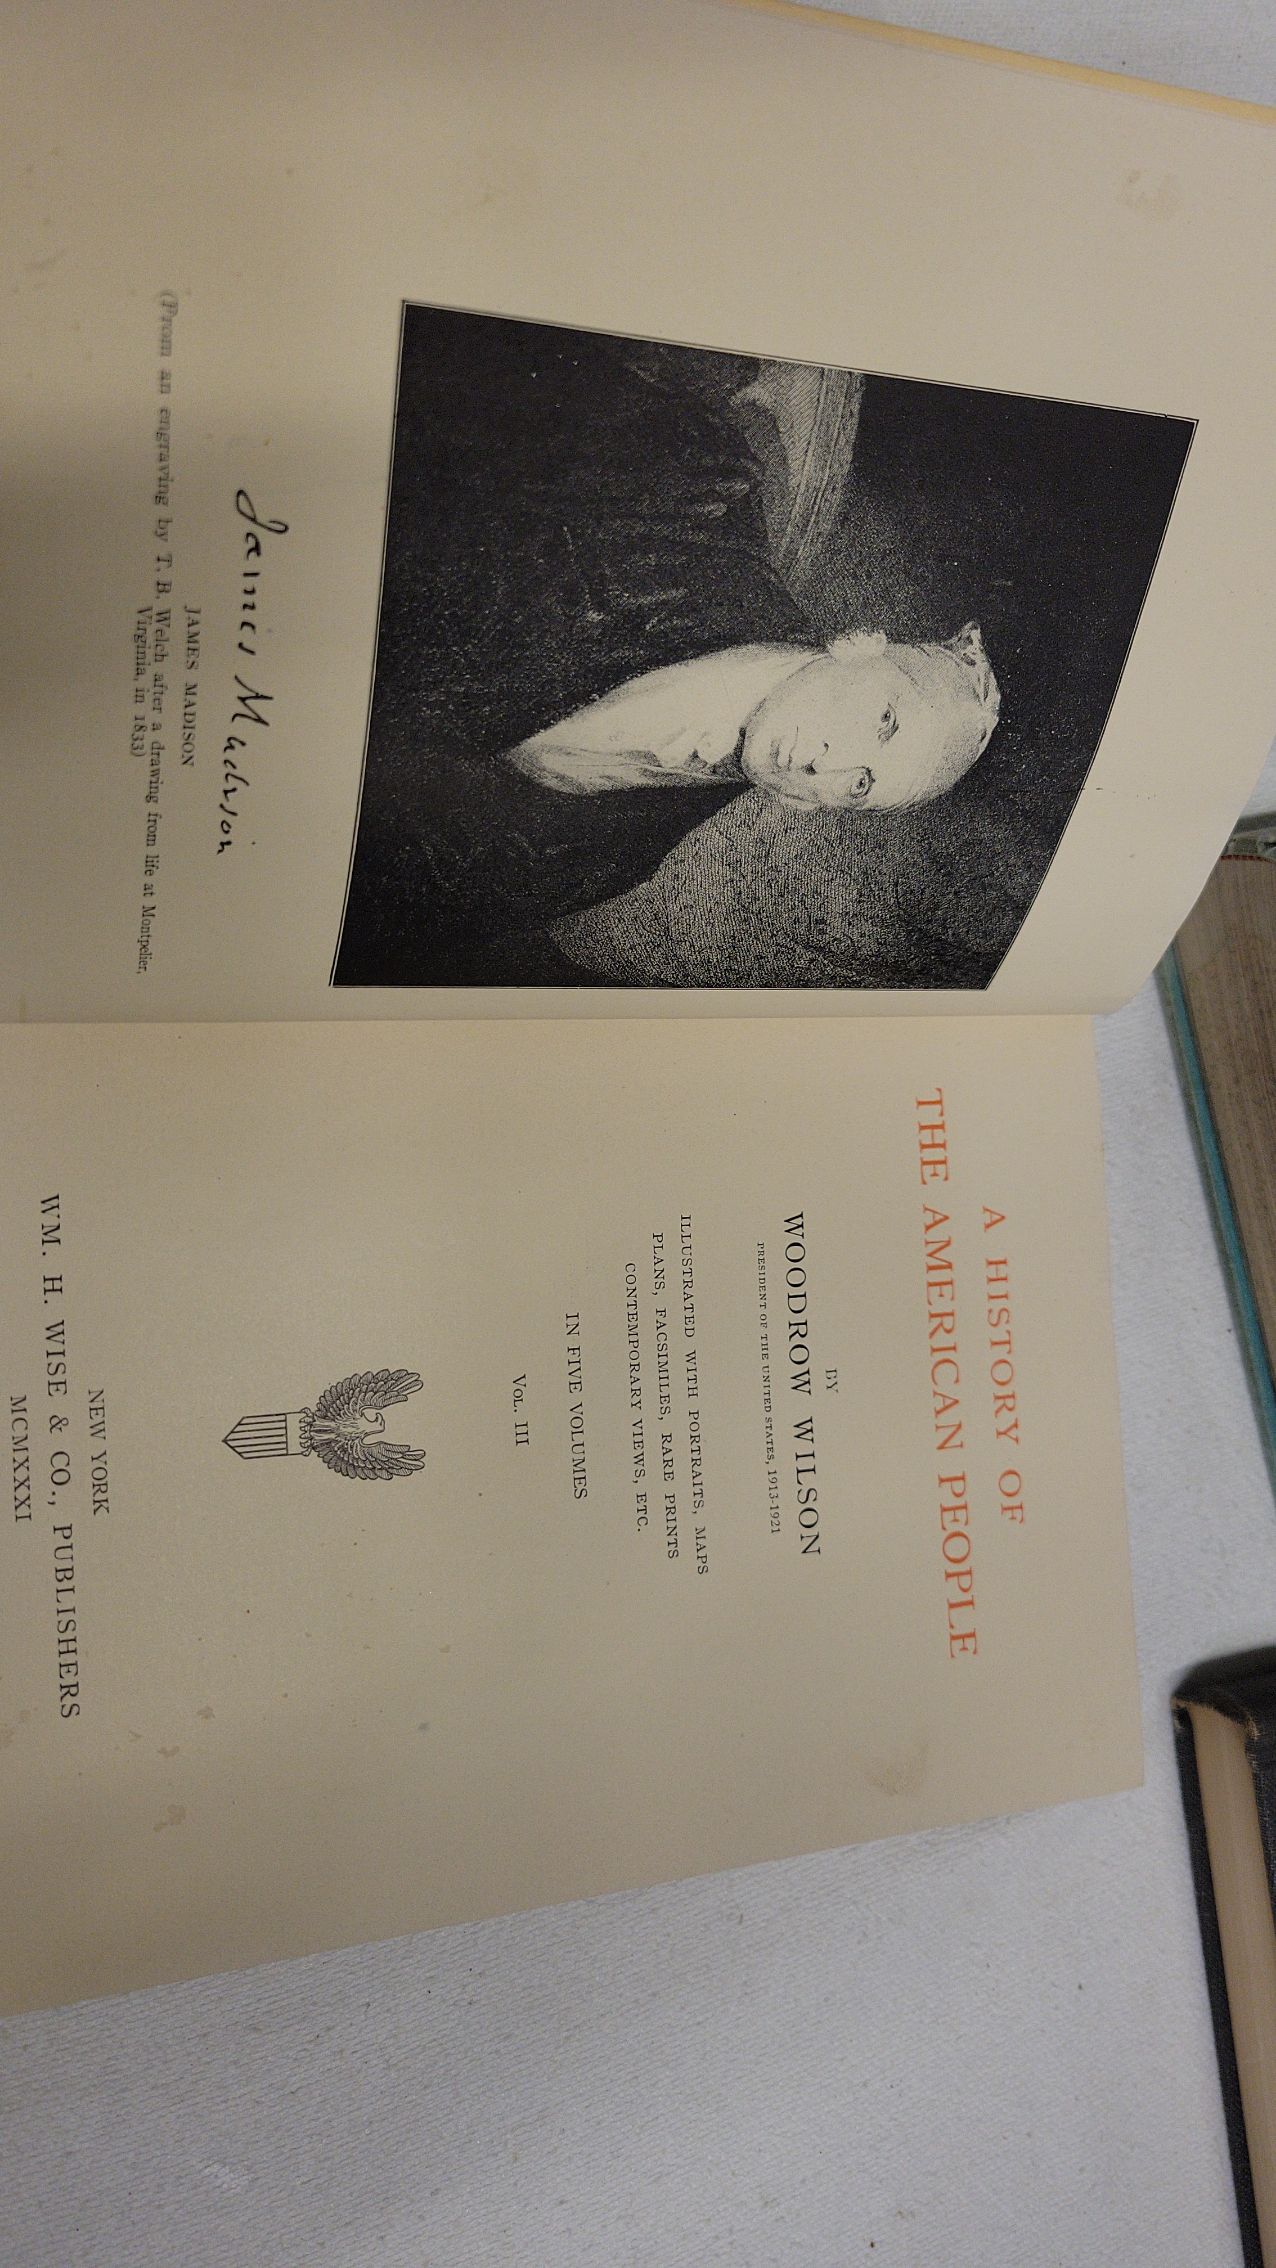 James Madison
JAMES MADISON
(From an engraving by T. B. Welch after a drawing from life at Montpelier,
Virginia, in 1833)
A HISTORY OF
THE AMERICAN PEOPLE
BY
WOODROW WILSON
PRESIDENT OF THE UNITED STATES, 1913-1921
ILLUSTRATED WITH PORTRAITS, MAPS
PLANS, FACSIMILES, RARE PRINTS
CONTEMPORARY VIEWS, ETC.
IN FIVE VOLUMES
VOL. III
NEW YORK
WM. H. WISE & CO., PUBLISHERS
MCMXXXI